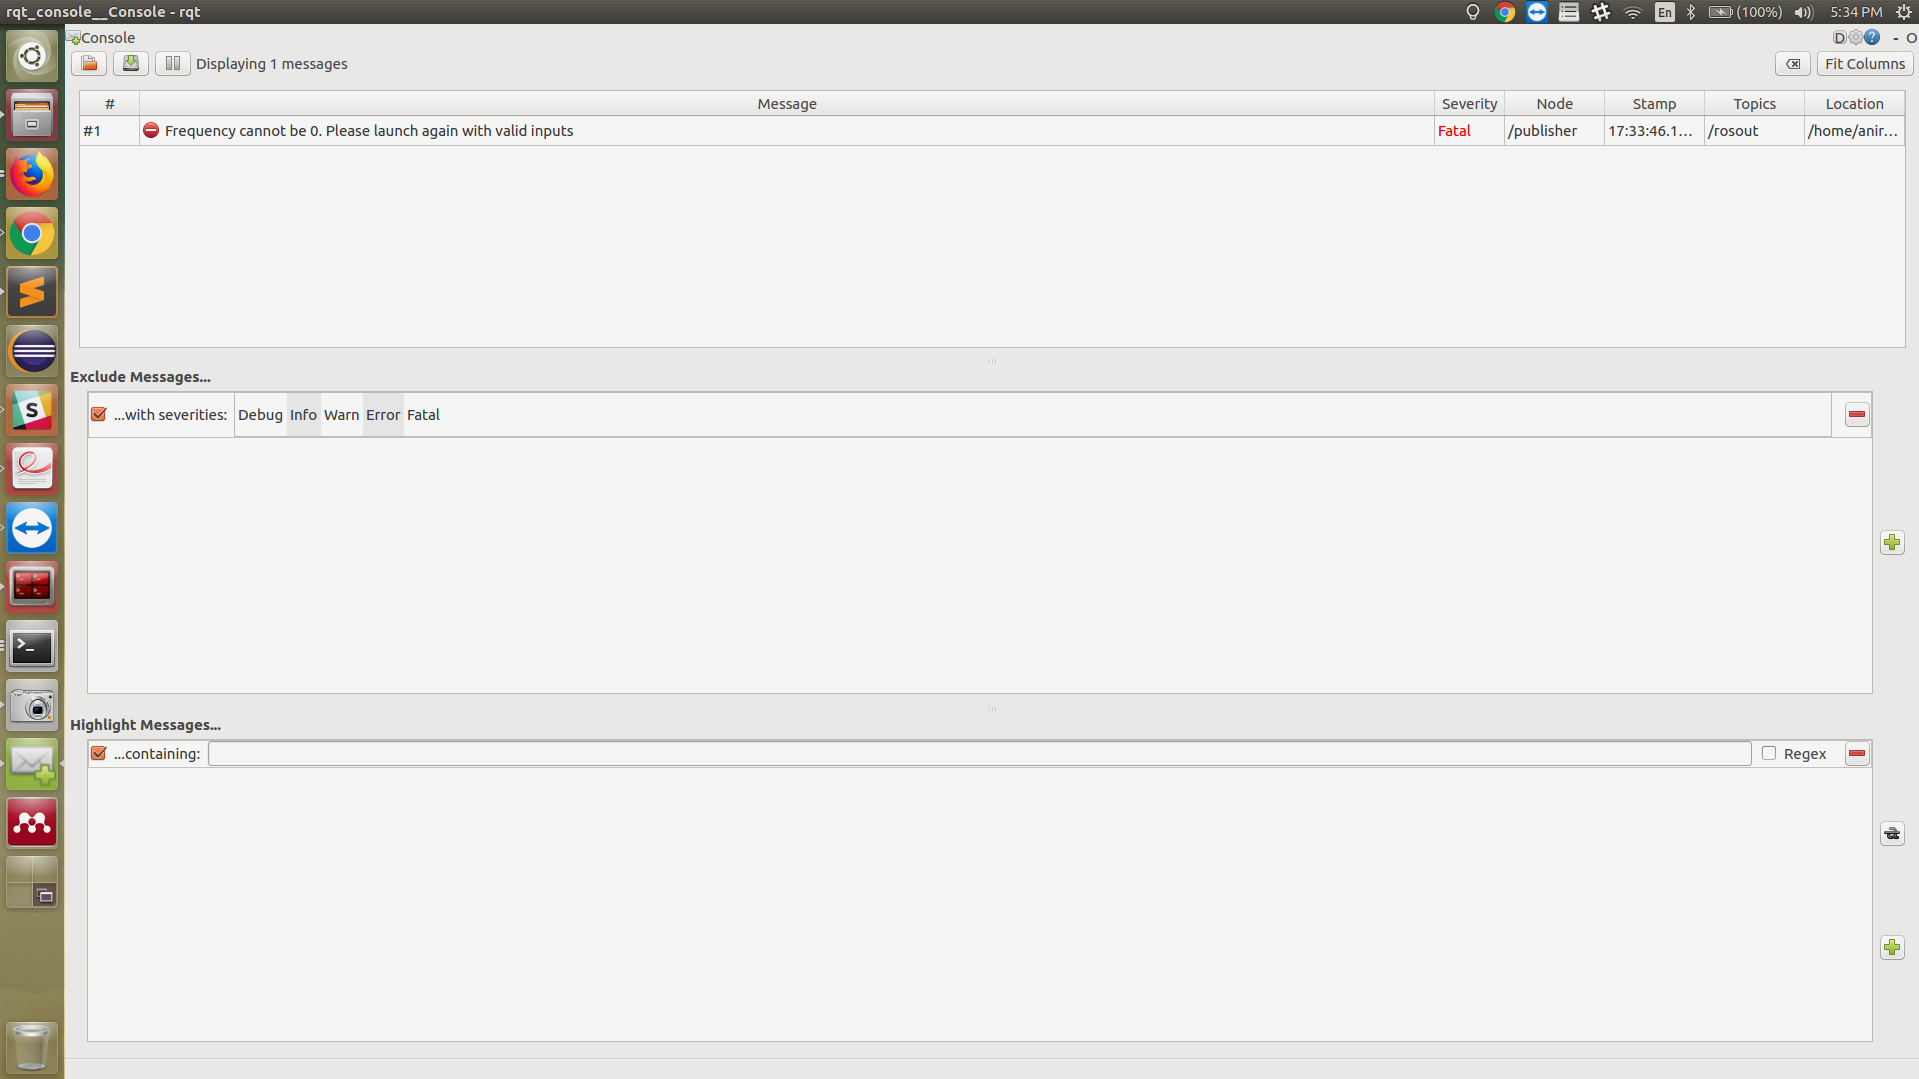 rqt_console__Console - rqt
En (100%) 5:34 PM
Console
D - O
Displaying 1 messages
Fit Columns
# Message Severity Node Stamp Topics Location
#1 Frequency cannot be 0. Please launch again with valid inputs Fatal /publisher 17:33:46.1... /rosout /home/anir...
Exclude Messages...
...with severities: Debug Info Warn Error Fatal
Highlight Messages...
...containing: Regex